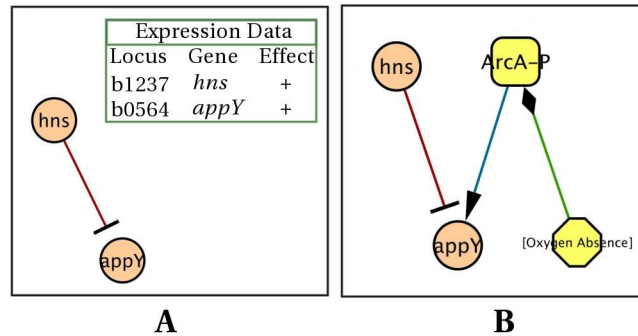 Expression Data
Locus Gene Effect
b1237 hns +
b0564 appY +
hns
appY
A
hns
ArcA-P
appY
[Oxygen Absence]
B